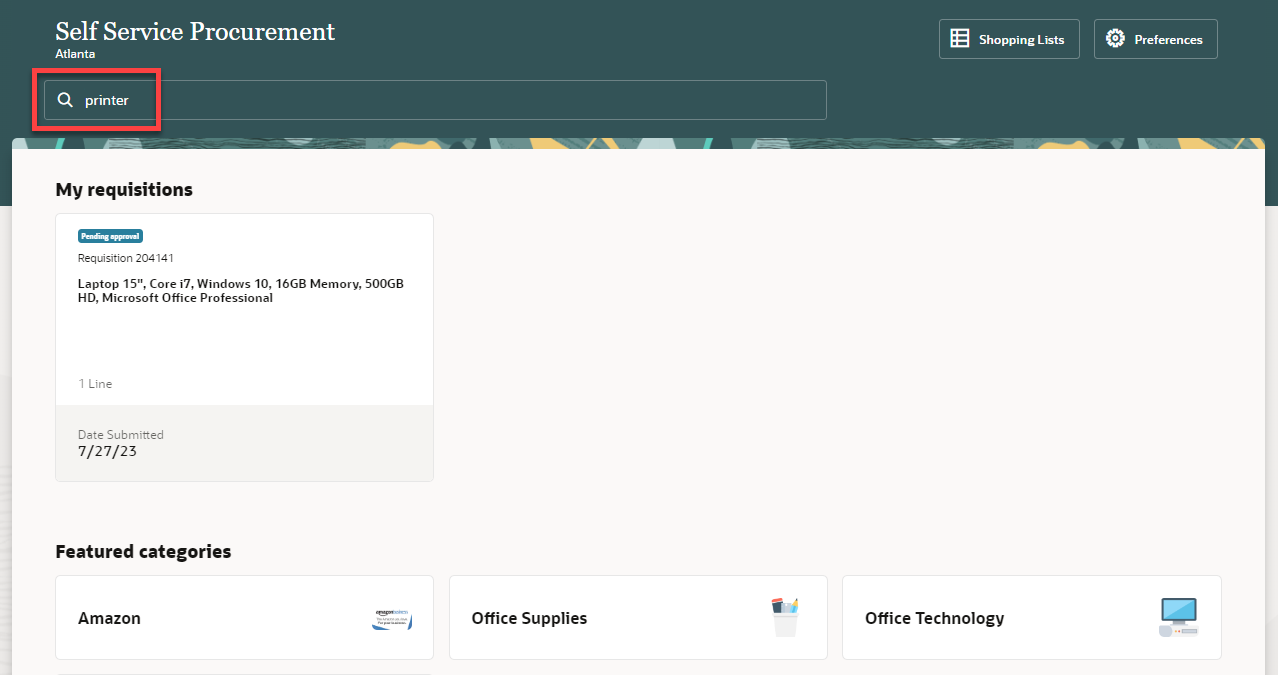 Self Service Procurement
Atlanta
Shopping Lists
Preferences
printer
My requisitions
Pending approval
Requisition 204141
Laptop 15", Core i7, Windows 10, 16GB Memory, 500GB
HD, Microsoft Office Professional
1 Line
Date Submitted
7/27/23
Featured categories
Amazon
Office Supplies
Office Technology